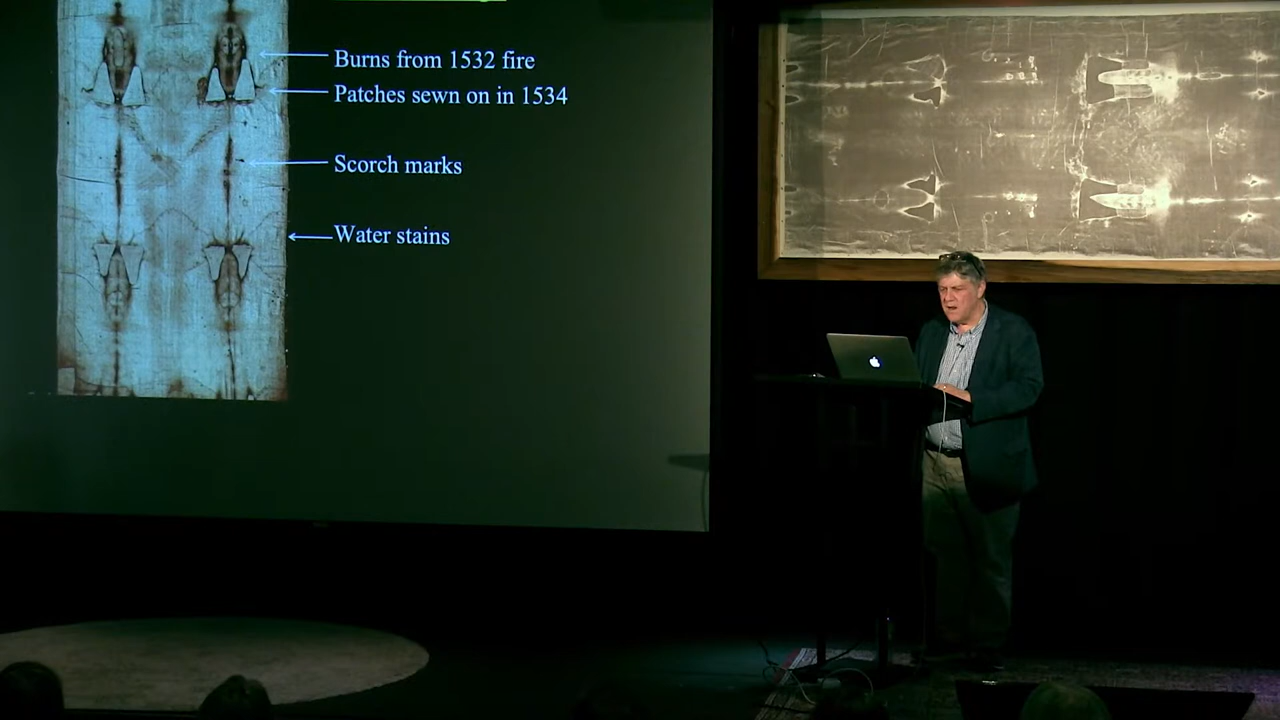 Burns from 1532 fire
Patches sewn on in 1534
Scorch marks
Water stains